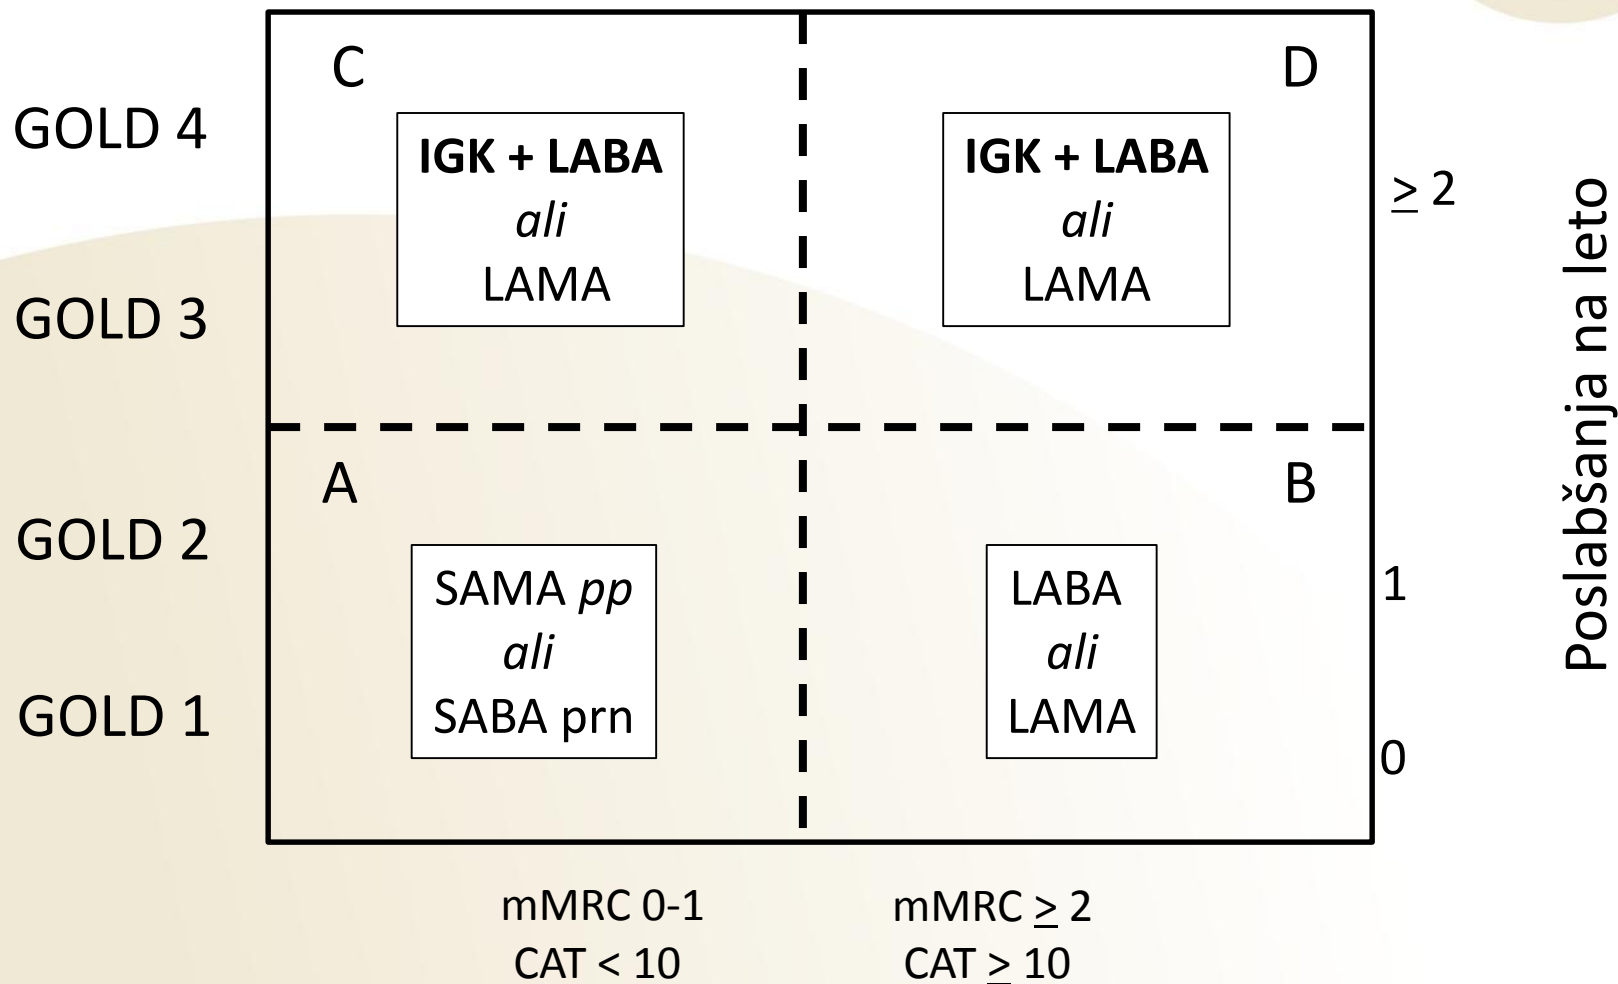 C
D
GOLD 4
IGK + LABA
ali
LAMA
IGK + LABA
ali
LAMA
≥ 2
GOLD 3
A
B
GOLD 2
SAMA pp
ali
SABA prn
LABA
ali
LAMA
1
GOLD 1
0
Poslabšanja na leto
mMRC 0-1
CAT < 10
mMRC ≥ 2
CAT ≥ 10